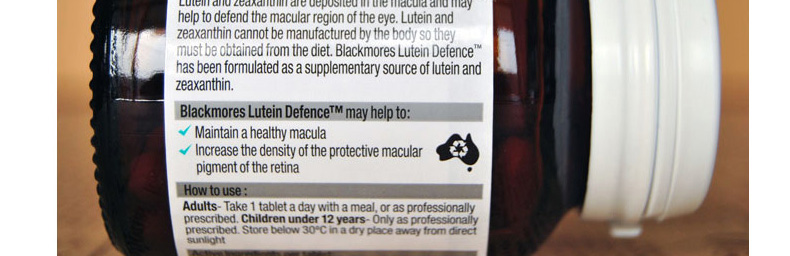 Lutein and zeaxanthin are deposited in the macula and may
help to defend the macular region of the eye. Lutein and
zeaxanthin cannot be manufactured by the body so they
must be obtained from the diet. Blackmores Lutein Defence™
has been formulated as a supplementary source of lutein and
zeaxanthin.
Blackmores Lutein Defence™ may help to:
✓ Maintain a healthy macula
✓ Increase the density of the protective macular
pigment of the retina
How to use :
Adults- Take 1 tablet a day with a meal, or as professionally
prescribed. Children under 12 years- Only as professionally
prescribed. Store below 30°C in a dry place away from direct
sunlight
Active ingredients per tablet: